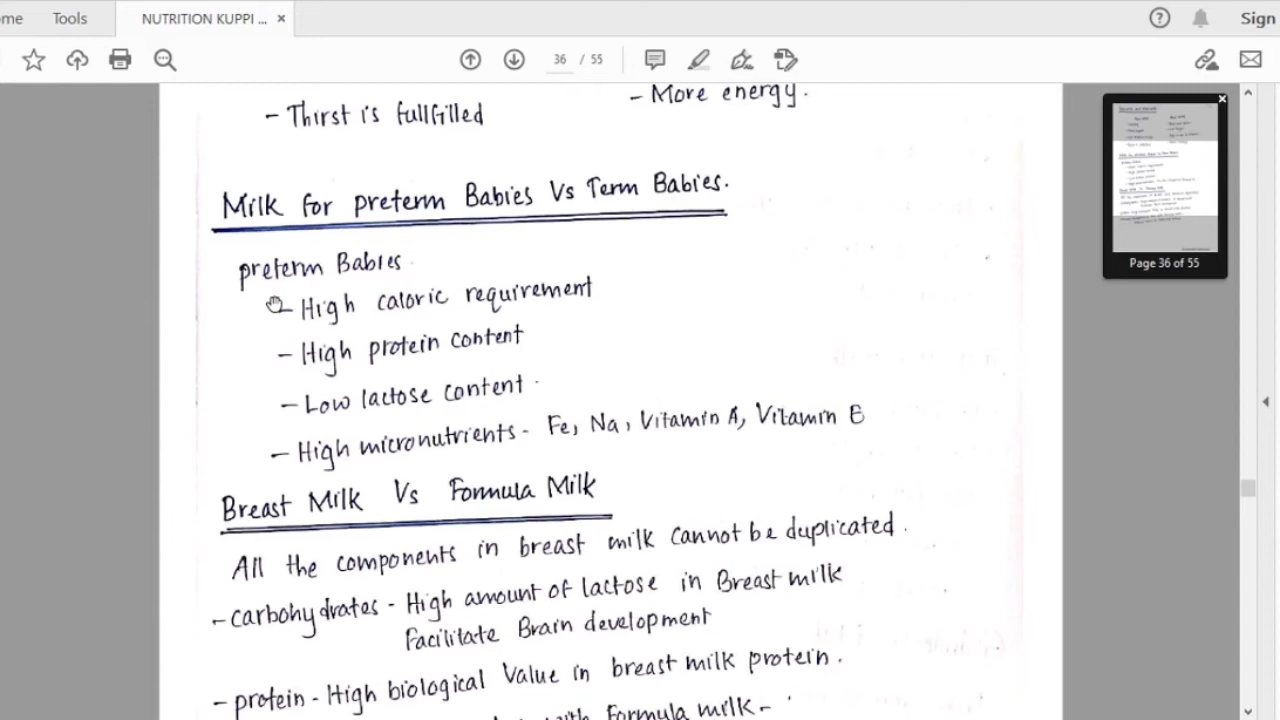 ome Tools NUTRITION KUPPI ... × Sign
36 / 55
- Thirst is fullfilled
- More energy.
Milk for preterm Babies Vs Term Babies.
preterm Babies
- High caloric requirement
- High protein content
- Low lactose content.
- High micronutrients - Fe, Na, Vitamin A, Vitamin E
Breast Milk Vs Formula Milk
All the components in breast milk cannot be duplicated.
- carbohydrates - High amount of lactose in Breast milk
Facilitate Brain development
- protein - High biological value in breast milk protein.
with Formula milk -
Page 36 of 55